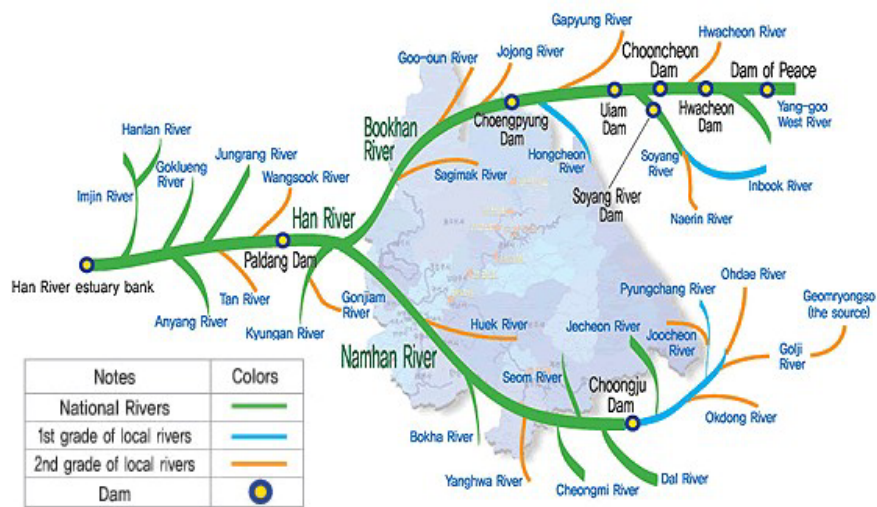 Gapyung River
Chooncheon
Dam
Hwacheon River
Goo-oun River
Jojong River
Dam of Peace
Bookhan
River
Choengpyung
Dam
Uiam
Dam
Hwacheon
Dam
Yang-goo
West River
Hantan River
Goklueng
River
Jungrang River
Wangsook River
Hongcheon
River
Soyang
River
Inbook River
Sagimak River
Soyang River
Dam
Naerin River
Imjin River
Han River
Han River estuary bank
Paldang Dam
Anyang River
Tan River
Kyungan River
Gonjiam
River
Huek River
Namhan River
Pyungchang River
Ohdae River
Geomryongso
(the source)
Jecheon River
Joocheon
River
Golji
River
Seom River
Choongju
Dam
Okdong River
Bokha River
Yanghwa River
Cheongmi River
Dal River
Notes Colors
National Rivers
1st grade of local rivers
2nd grade of local rivers
Dam